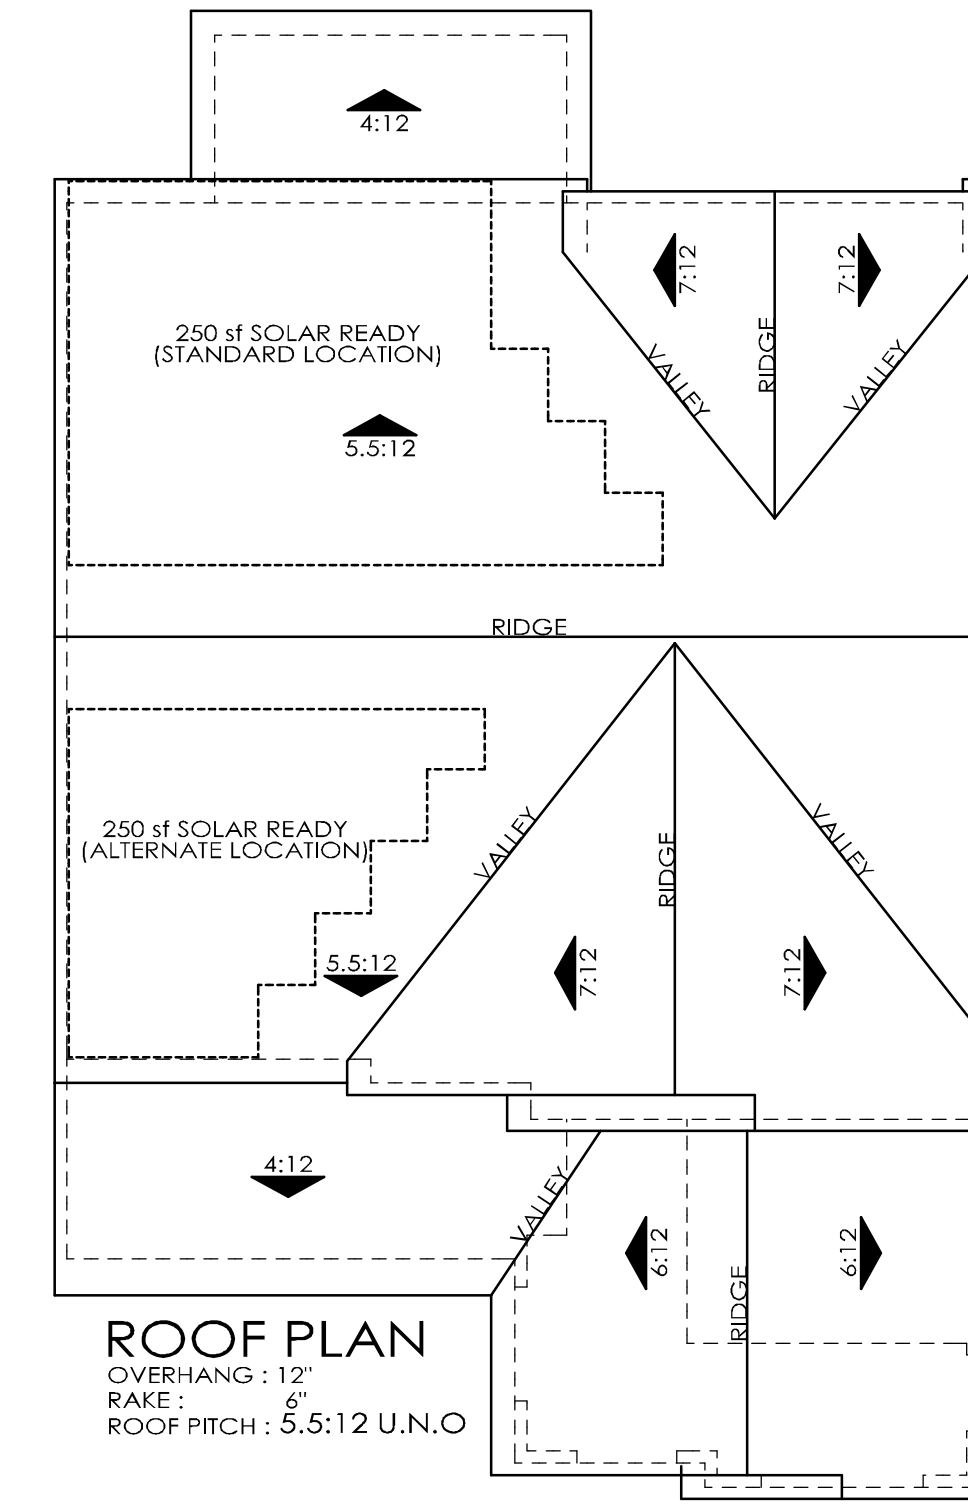 4:12
7:12
7:12
250 sf SOLAR READY
(STANDARD LOCATION)
RIDGE
VALLEY
VALLEY
5.5:12
RIDGE
250 sf SOLAR READY
(ALTERNATE LOCATION)
VALLEY
RIDGE
VALLEY
5.5:12
7:12
7:12
4:12
VALLEY
6:12
6:12
RIDGE
ROOF PLAN
OVERHANG : 12"
RAKE : 6"
ROOF PITCH : 5.5:12 U.N.O